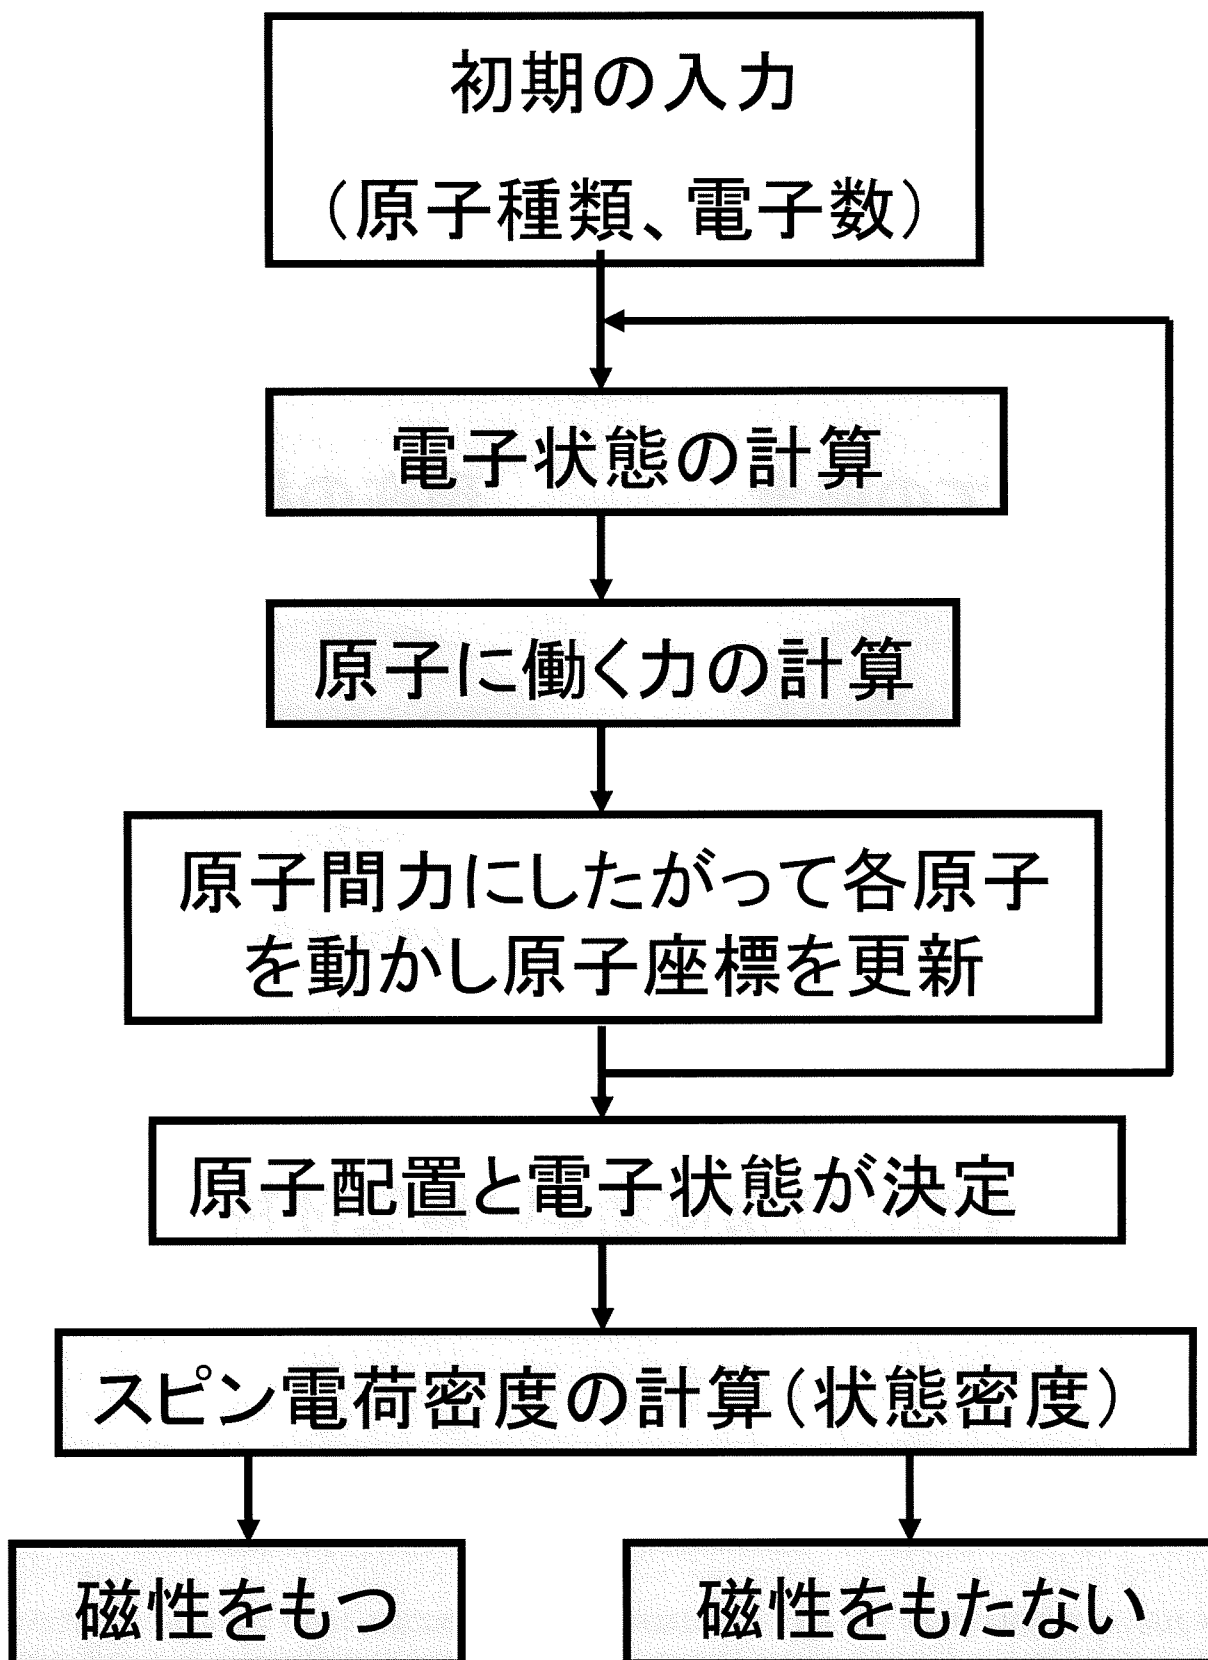 初期の入力
(原子種類、電子数)
電子状態の計算
原子に働く力の計算
原子間力にしたがって各原子
を動かし原子座標を更新
原子配置と電子状態が決定
スピン電荷密度の計算(状態密度)
磁性をもつ
磁性をもたない